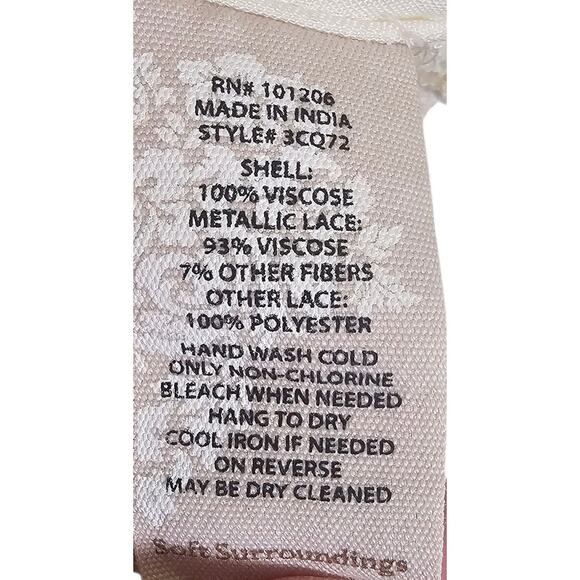 RN# 101206
MADE IN INDIA
STYLE# 3CQ72
SHELL:
100% VISCOSE
METALLIC LACE:
93% VISCOSE
7% OTHER FIBERS
OTHER LACE:
100% POLYESTER
HAND WASH COLD
ONLY NON-CHLORINE
BLEACH WHEN NEEDED
HANG TO DRY
COOL IRON IF NEEDED
ON REVERSE
MAY BE DRY CLEANED
Soft Surroundings